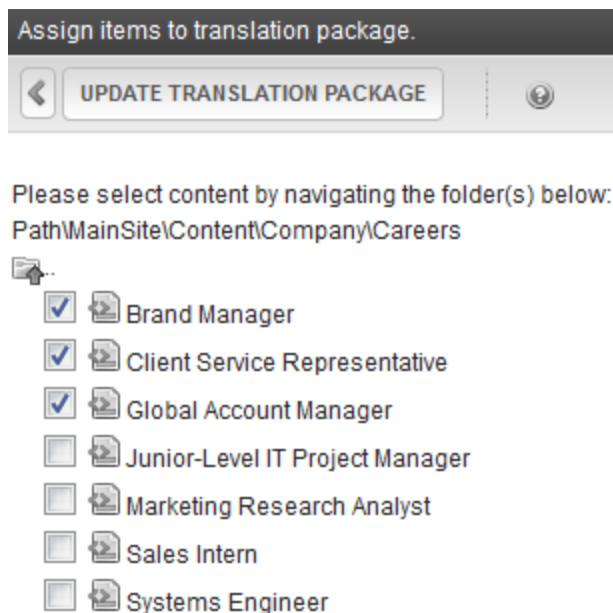 Assign items to translation package.
UPDATE TRANSLATION PACKAGE
Please select content by navigating the folder(s) below:
Path\MainSite\Content\Company\Careers
..
Brand Manager
Client Service Representative
Global Account Manager
Junior-Level IT Project Manager
Marketing Research Analyst
Sales Intern
Systems Engineer